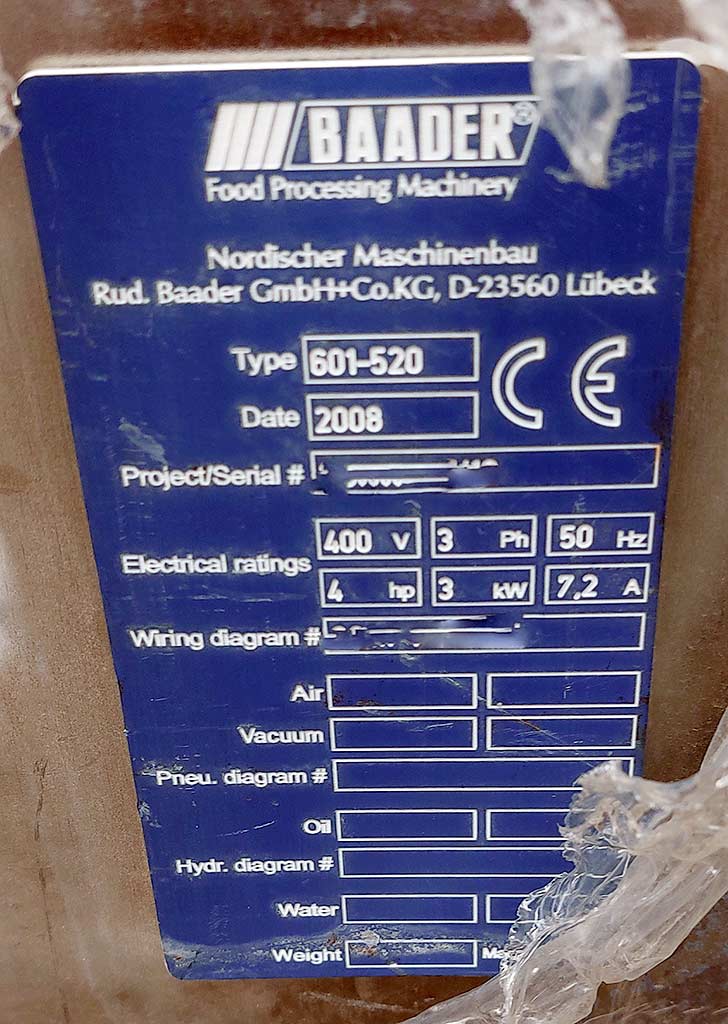 BAADER®
Food Processing Machinery
Nordischer Maschinenbau
Rud. Baader GmbH+Co.KG, D-23560 Lübeck
Type 601-520 CE
Date 2008
Project/Serial #
Electrical ratings 400 V 3 Ph 50 Hz
4 hp 3 kW 7,2 A
Wiring diagram #
Air
Vacuum
Pneu. diagram #
Oil
Hydr. diagram #
Water
Weight